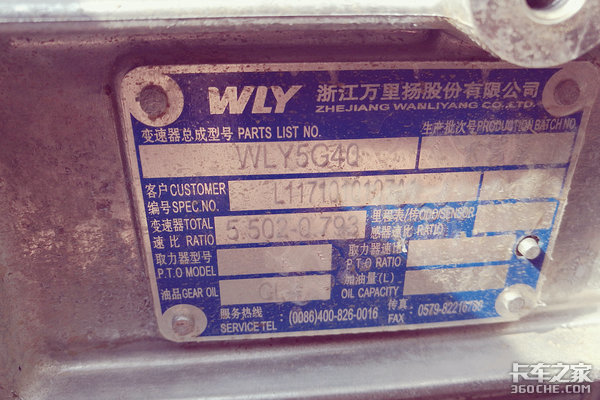 WLY 浙江万里扬股份有限公司
ZHEJIANG WANLIYANG CO.,LTD.
变速器总成型号 PARTS LIST NO. 生产批次号 PRODUCTION BATCH NO.
WLY5G40
客户 CUSTOMER
编号 SPEC.NO.
变速器 TOTAL 里程表/传 ODO/SENSOR
速比 RATIO 感器速比 RATIO
5.502-0.793
取力器型号 取力器速比
P.T.O MODEL P.T.O RATIO
油品 GEAR OIL 加油量(L)
OIL CAPACITY
服务热线: (0086)400-826-0016 传真:
SERVICE TEL FAX 0579-82216786
卡车之家
360CHE.COM